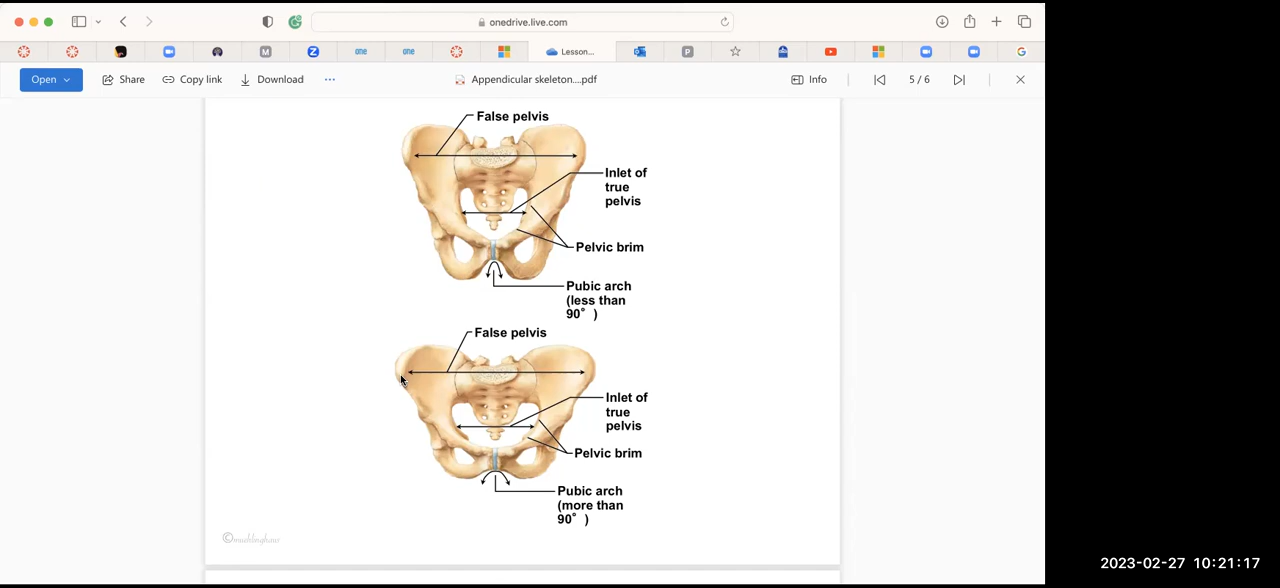 onedrive.live.com
Lesson...
Open
Share
Copy link
Download
Appendicular skeleton....pdf
Info
5 / 6
False pelvis
Inlet of
true
pelvis
Pelvic brim
Pubic arch
(less than
90° )
False pelvis
Inlet of
true
pelvis
Pelvic brim
Pubic arch
(more than
90° )
2023-02-27 10:21:17